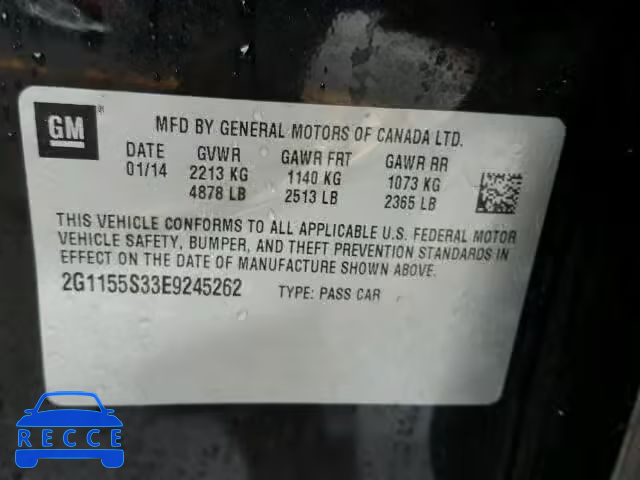 GM®
MFD BY GENERAL MOTORS OF CANADA LTD.
DATE GVWR GAWR FRT GAWR RR
01/14 2213 KG 1140 KG 1073 KG
4878 LB 2513 LB 2365 LB
THIS VEHICLE CONFORMS TO ALL APPLICABLE U.S. FEDERAL MOTOR
VEHICLE SAFETY, BUMPER, AND THEFT PREVENTION STANDARDS IN
EFFECT ON THE DATE OF MANUFACTURE SHOWN ABOVE.
2G1155S33E9245262 TYPE: PASS CAR
RECCE